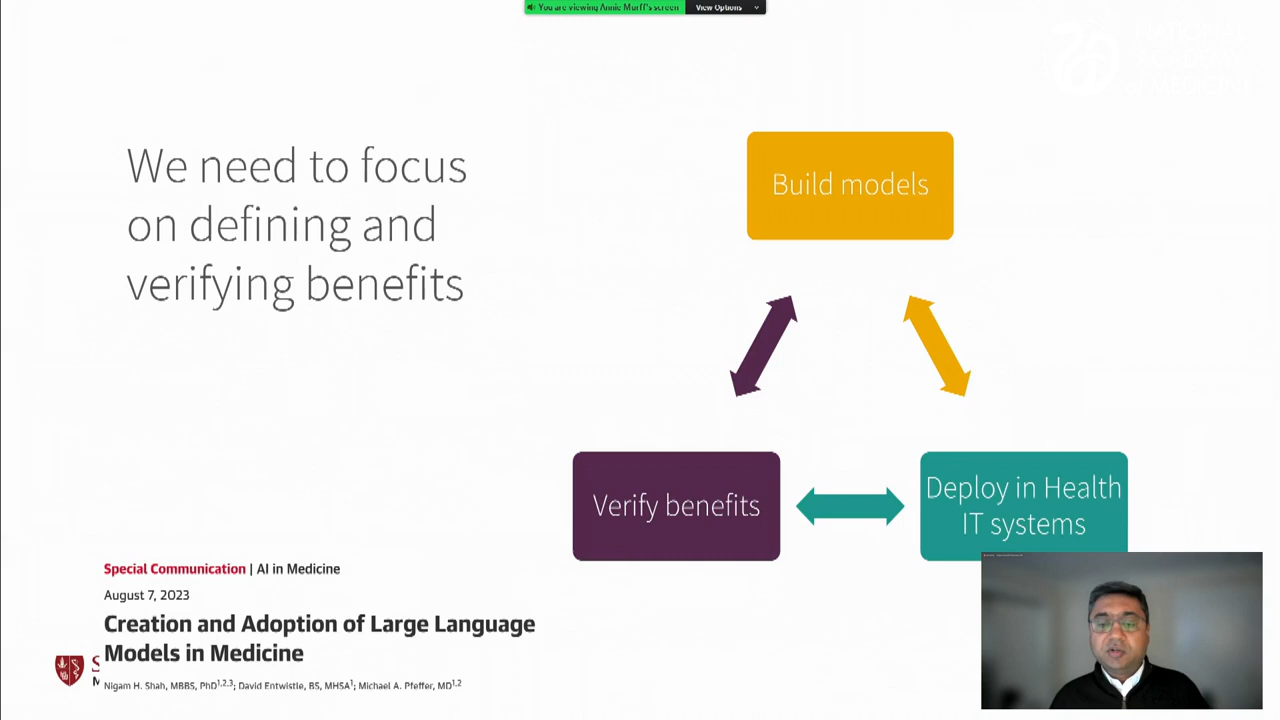 You are viewing Annie Murff's screen
View Options
NATIONAL
ACADEMY
MEDICINE
We need to focus
on defining and
verifying benefits
Build models
Verify benefits
Deploy in Health
IT systems
Special Communication | AI in Medicine
August 7, 2023
Creation and Adoption of Large Language
Models in Medicine
Nigam H. Shah, MBBS, PhD1,2,3; David Entwistle, BS, MHSA1; Michael A. Pfeffer, MD1,2